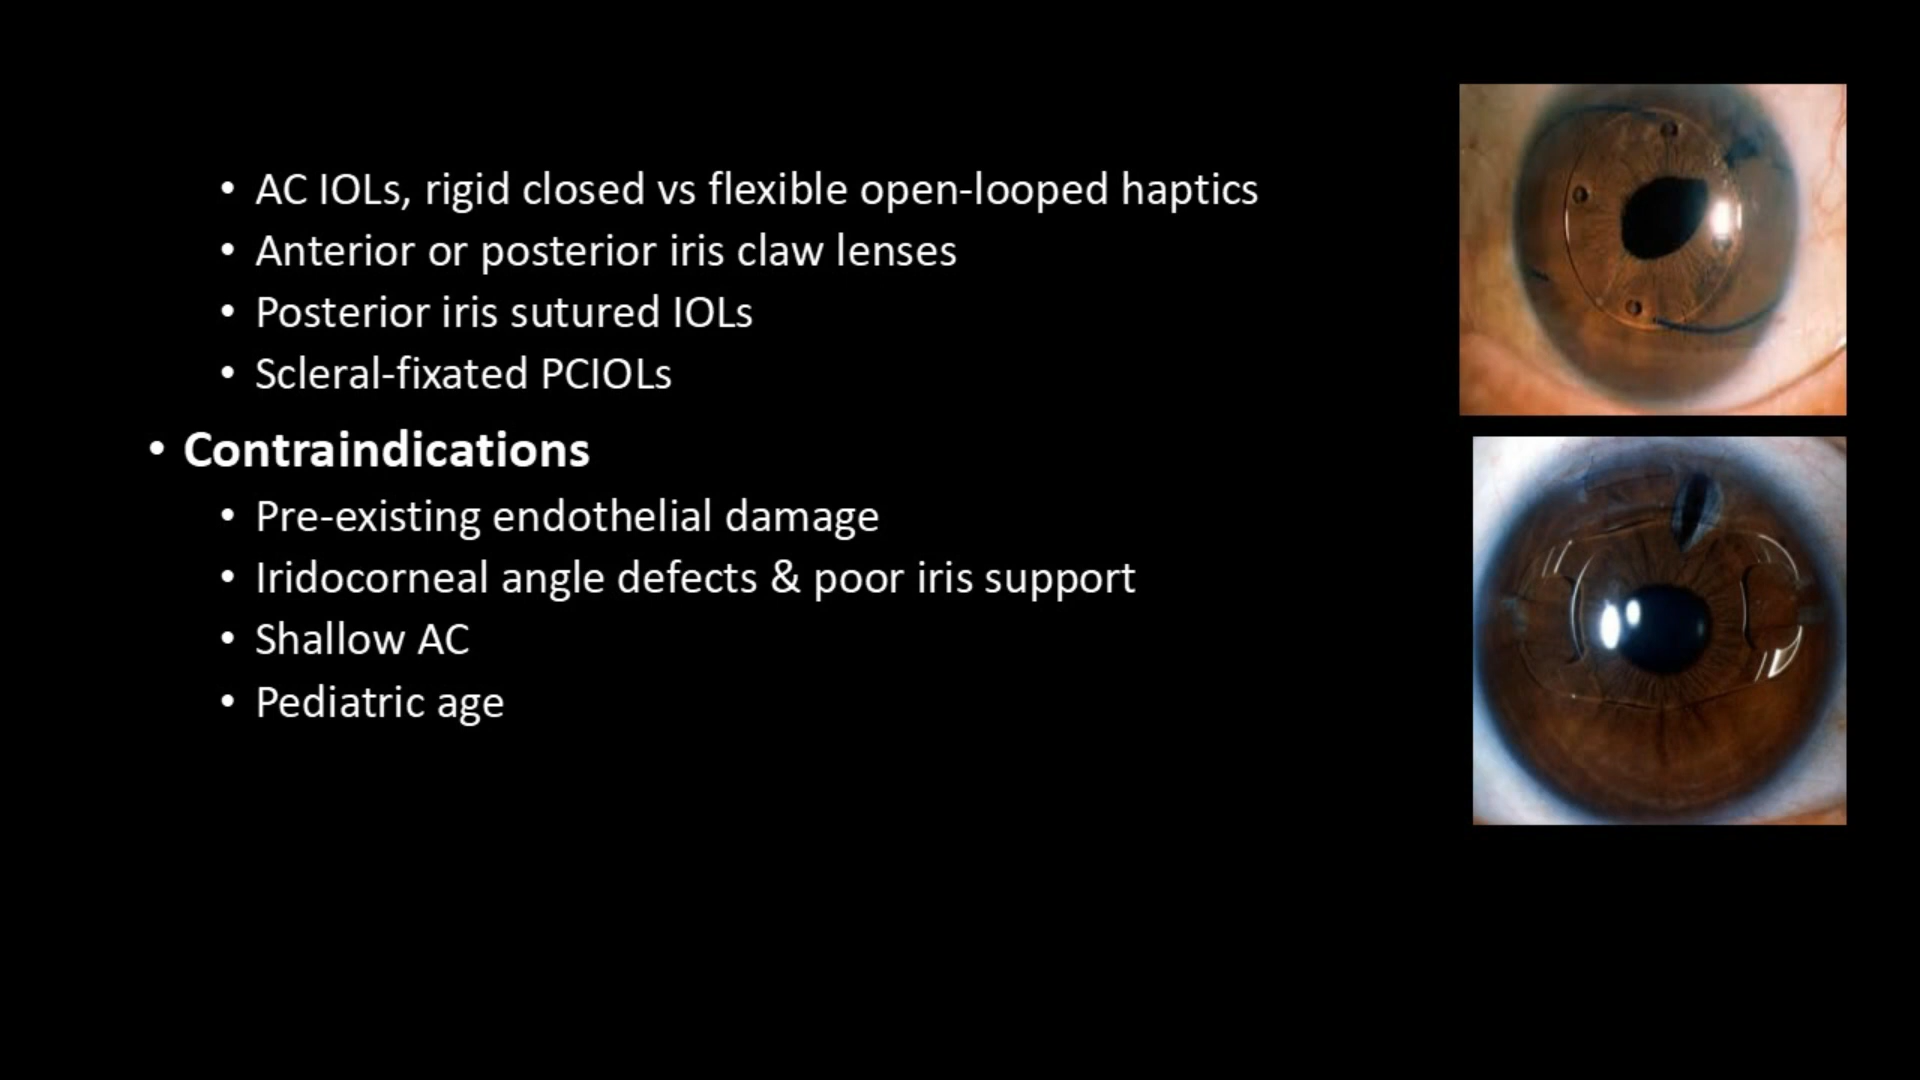 • AC IOLs, rigid closed vs flexible open-looped haptics
• Anterior or posterior iris claw lenses
• Posterior iris sutured IOLs
• Scleral-fixated PCIOLs
• Contraindications
• Pre-existing endothelial damage
• Iridocorneal angle defects & poor iris support
• Shallow AC
• Pediatric age